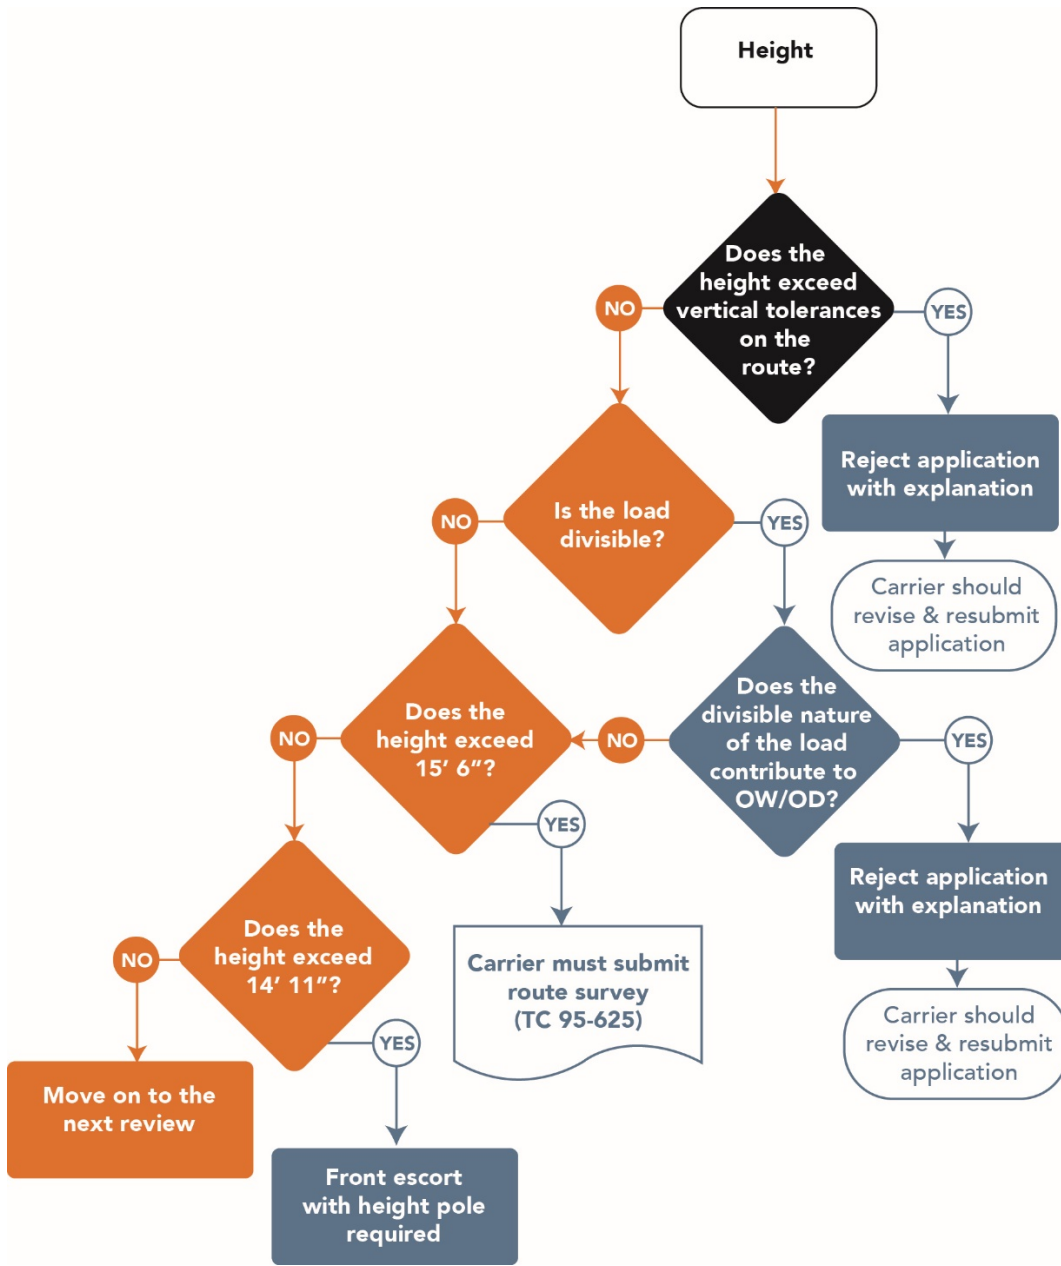 Height
Does the
height exceed
vertical tolerances
on the
route?
NO
YES
Reject application
with explanation
Carrier should
revise & resubmit
application
Is the load
divisible?
NO
YES
Does the
height exceed
15’ 6”?
NO
YES
Does the
divisible nature
of the load
contribute to
OW/OD?
NO
YES
Reject application
with explanation
Carrier should
revise & resubmit
application
Carrier must submit
route survey
(TC 95-625)
Does the
height exceed
14’ 11”?
NO
YES
Move on to the
next review
Front escort
with height pole
required